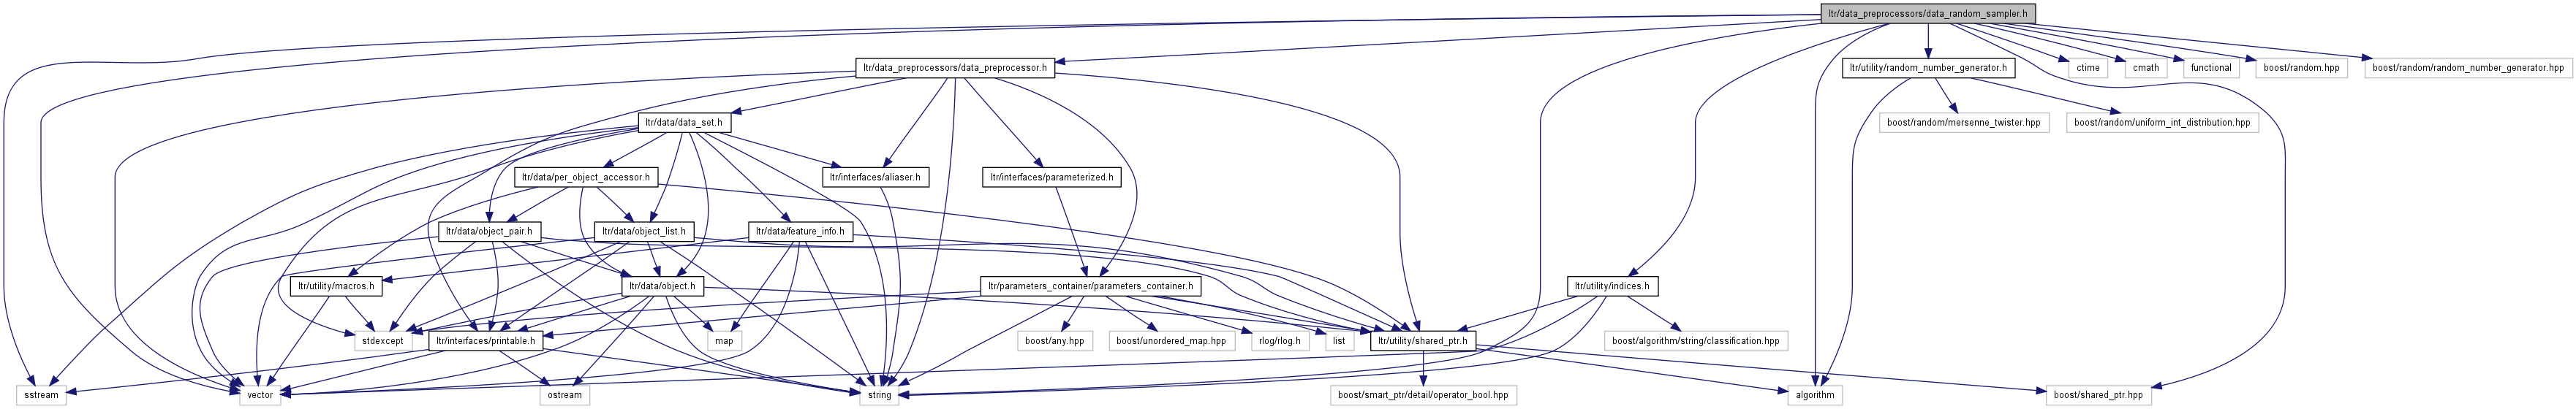 ltr/data_preprocessors/data_random_sampler.h
ltr/data_preprocessors/data_preprocessor.h
ltr/utility/random_number_generator.h
ctime
cmath
functional
boost/random.hpp
boost/random/random_number_generator.hpp
ltr/data/data_set.h
boost/random/mersenne_twister.hpp
boost/random/uniform_int_distribution.hpp
ltr/data/per_object_accessor.h
ltr/interfaces/aliaser.h
ltr/interfaces/parameterized.h
ltr/data/object_pair.h
ltr/data/object_list.h
ltr/data/feature_info.h
ltr/utility/macros.h
ltr/data/object.h
ltr/parameters_container/parameters_container.h
ltr/utility/indices.h
stdexcept
ltr/interfaces/printable.h
map
boost/any.hpp
boost/unordered_map.hpp
rlog/rlog.h
list
ltr/utility/shared_ptr.h
boost/algorithm/string/classification.hpp
sstream
vector
ostream
string
boost/smart_ptr/detail/operator_bool.hpp
algorithm
boost/shared_ptr.hpp